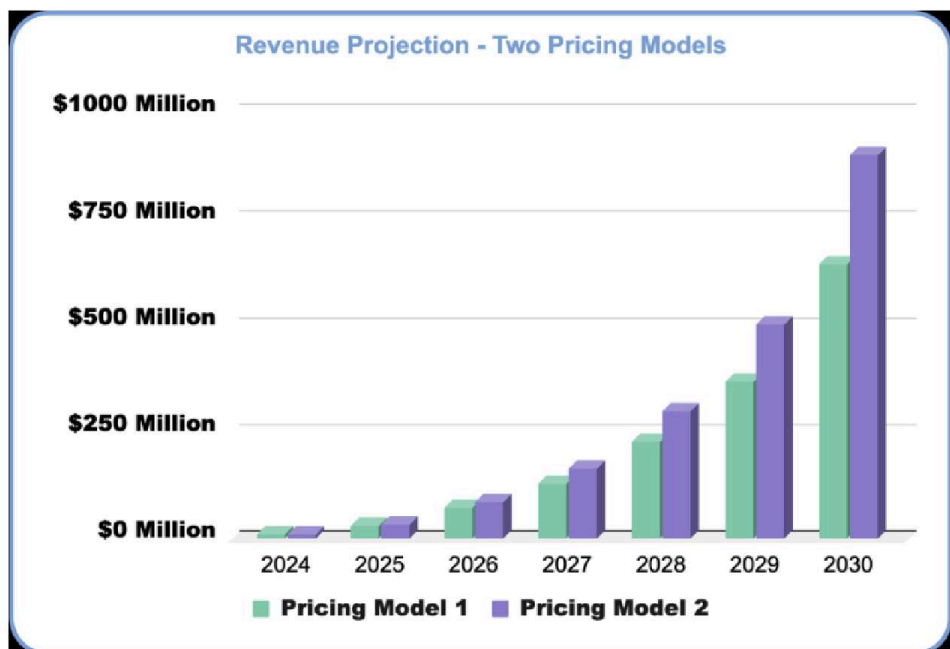 Revenue Projection - Two Pricing Models
$1000 Million
$750 Million
$500 Million
$250 Million
$0 Million
2024 2025 2026 2027 2028 2029 2030
Pricing Model 1 Pricing Model 2